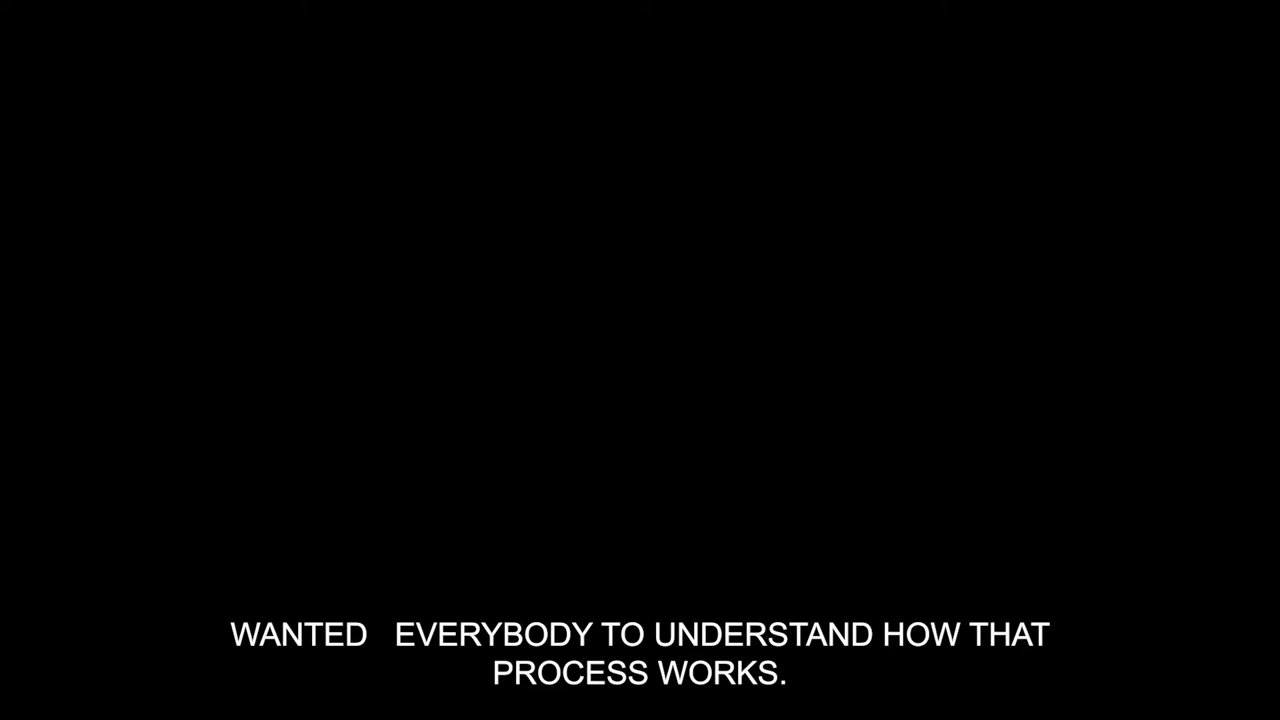 WANTED   EVERYBODY TO UNDERSTAND HOW THAT
PROCESS WORKS.